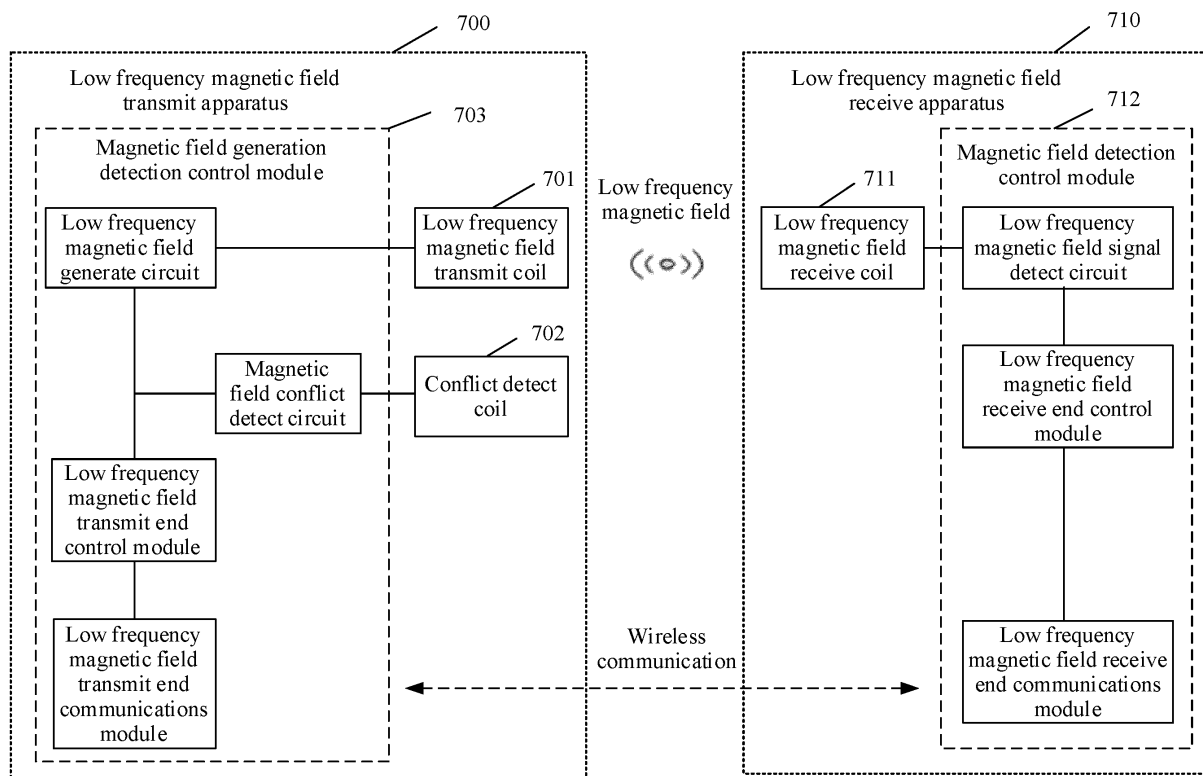 700
Low frequency magnetic field
transmit apparatus
703
Magnetic field generation
detection control module
701
Low frequency
magnetic field
generate circuit
Low frequency
magnetic field
transmit coil
702
Magnetic
field conflict
detect circuit
Conflict detect
coil
Low frequency
magnetic field
transmit end
control module
Low frequency
magnetic field
transmit end
communications
module
Low frequency
magnetic field
Wireless
communication
710
Low frequency magnetic field
receive apparatus
712
Magnetic field detection
control module
711
Low frequency
magnetic field
receive coil
Low frequency
magnetic field signal
detect circuit
Low frequency
magnetic field
receive end control
module
Low frequency
magnetic field receive
end communications
module